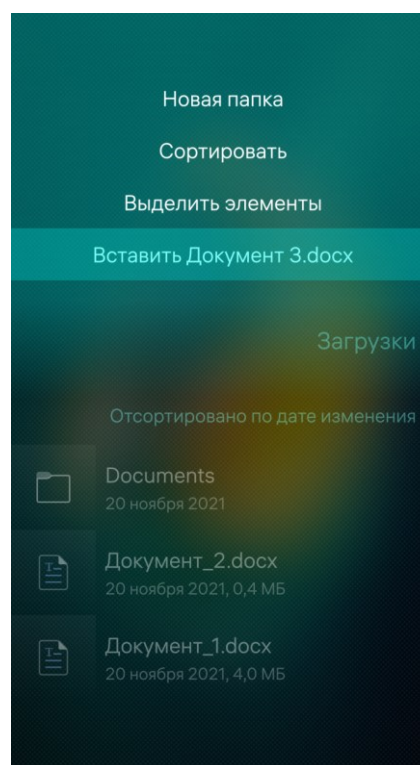 Новая папка
Сортировать
Выделить элементы
Вставить Документ 3.docx
Загрузки
Отсортировано по дате изменения
Documents
20 ноября 2021
Документ_2.docx
20 ноября 2021, 0,4 МБ
Документ_1.docx
20 ноября 2021, 4,0 МБ